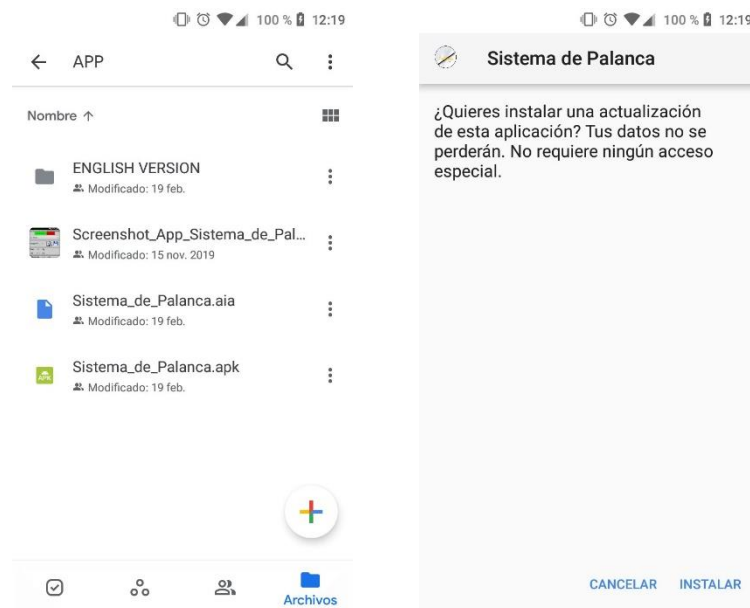 100 % 12:19
APP
Nombre ↑
ENGLISH VERSION
Modificado: 19 feb.
Screenshot_App_Sistema_de_Pal...
Modificado: 15 nov. 2019
Sistema_de_Palanca.aia
Modificado: 19 feb.
Sistema_de_Palanca.apk
Modificado: 19 feb.
APK
Archivos
100 % 12:19
Sistema de Palanca
¿Quieres instalar una actualización
de esta aplicación? Tus datos no se
perderán. No requiere ningún acceso
especial.
CANCELAR INSTALAR